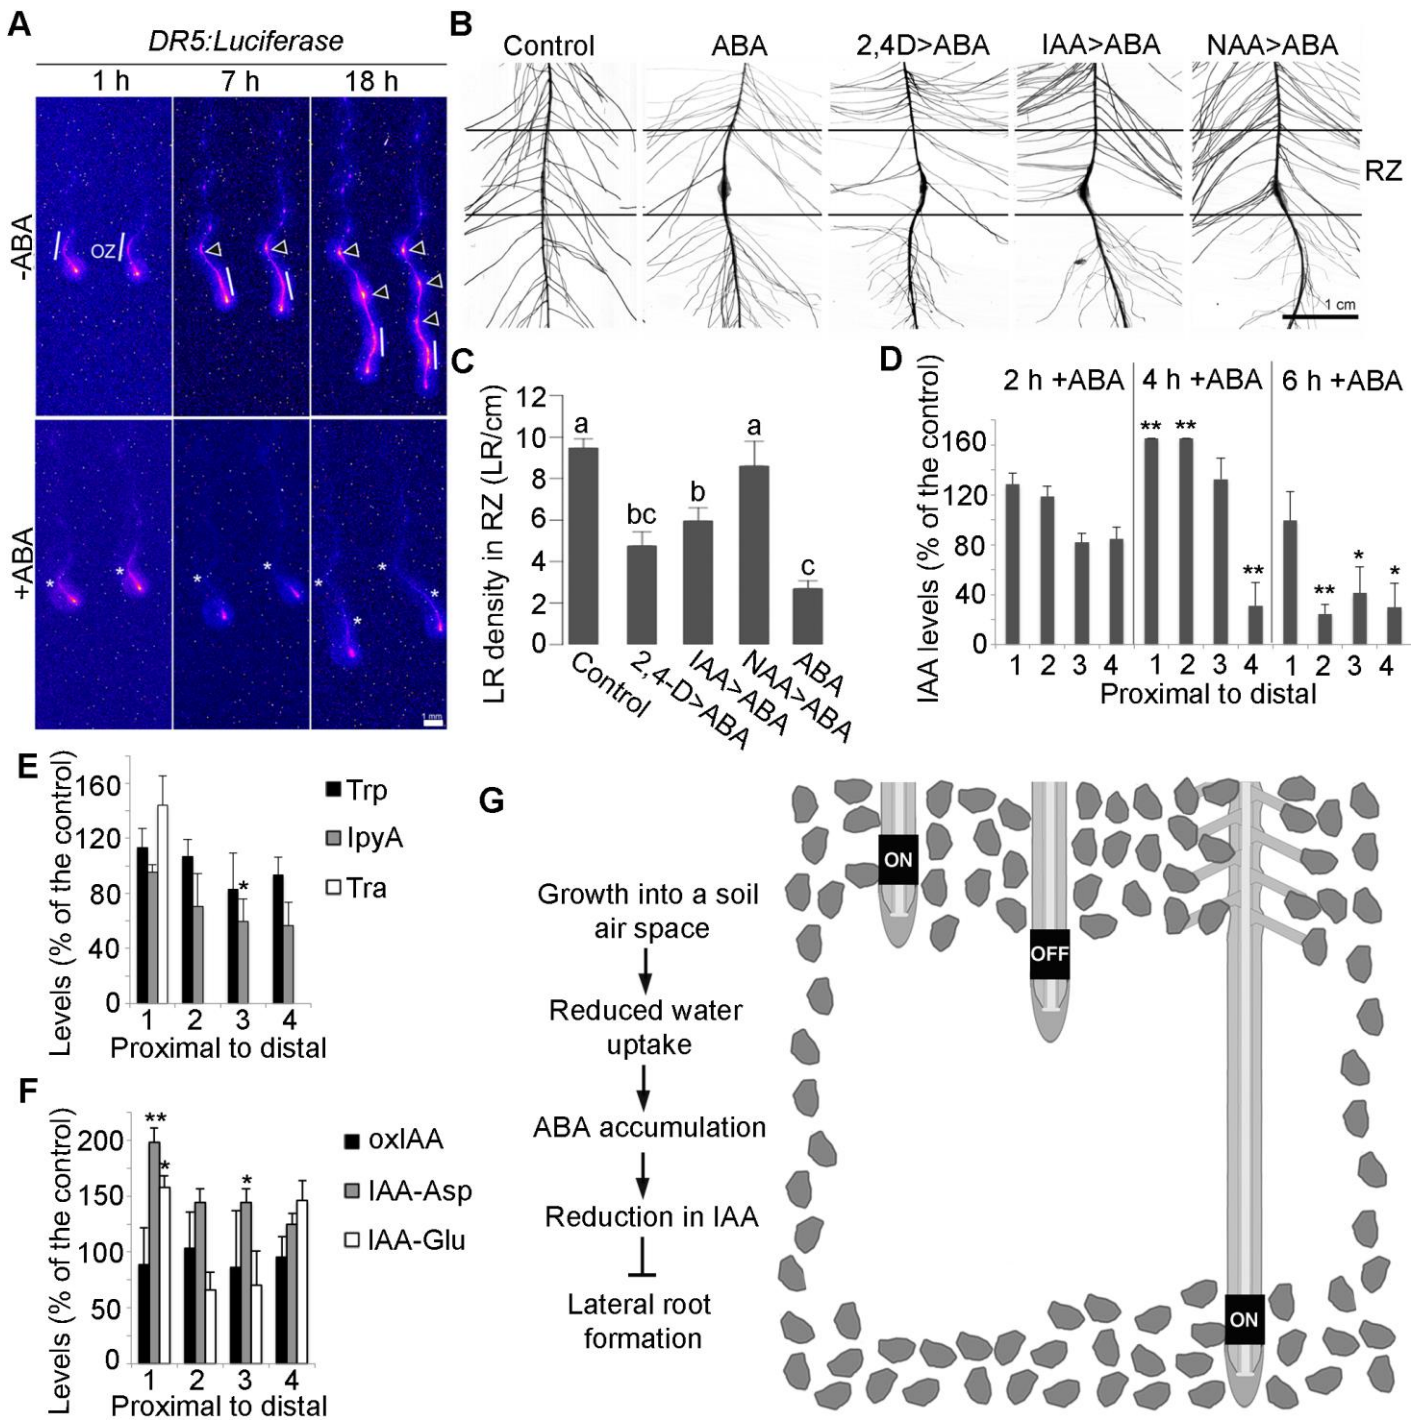 A
DR5:Luciferase
1 h 7 h 18 h
-ABA
OZ
+ABA
* * * * * * * *
1 mm
B
Control ABA 2,4D>ABA IAA>ABA NAA>ABA
RZ
1 cm
C
LR density in RZ (LR/cm)
12
10
8
6
4
2
0
a bc b a c
Control 2,4-D>ABA IAA>ABA NAA>ABA ABA
D
IAA levels (% of the control)
2 h +ABA 4 h +ABA 6 h +ABA
160
120
80
40
0
** ** ** ** * *
1 2 3 4 1 2 3 4 1 2 3 4
Proximal to distal
E
Levels (% of the control)
160
120
80
40
0
*
Trp
IpyA
Tra
1 2 3 4
Proximal to distal
F
Levels (% of the control)
200
150
100
50
0
** * *
oxIAA
IAA-Asp
IAA-Glu
1 2 3 4
Proximal to distal
G
Growth into a soil
air space
Reduced water
uptake
ABA accumulation
Reduction in IAA
Lateral root
formation
ON
OFF
ON